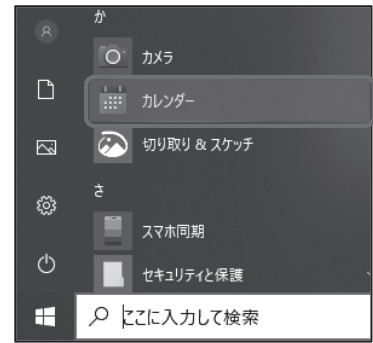 か
カメラ
カレンダー
切り取り & スケッチ
さ
スマホ同期
セキュリティと保護
ここに入力して検索